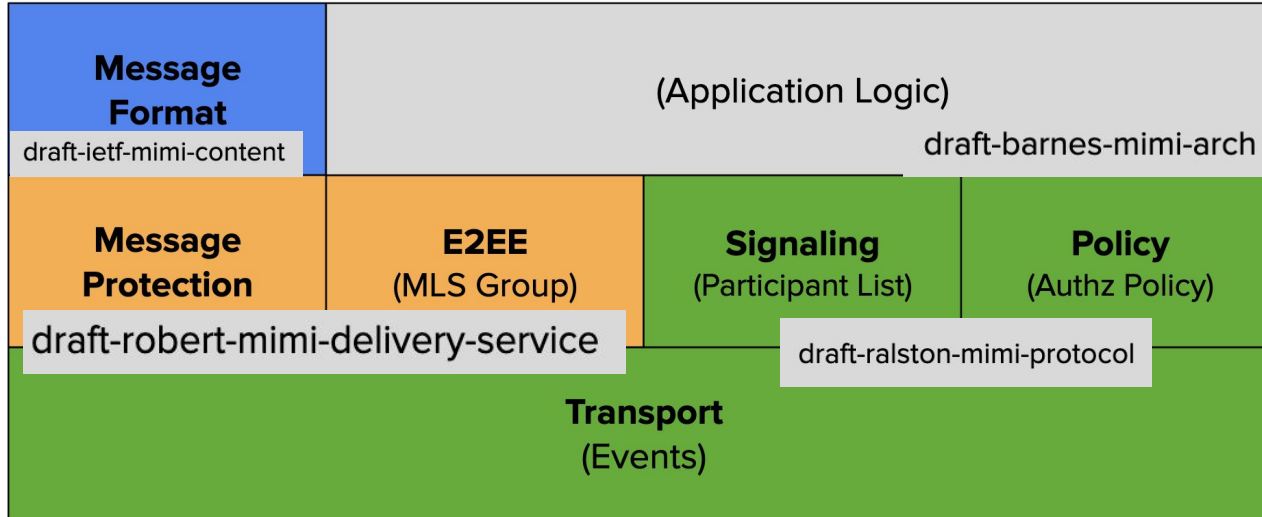 Message
Format
draft-ietf-mimi-content
(Application Logic)
draft-barnes-mimi-arch
Message
Protection
E2EE
(MLS Group)
Signaling
(Participant List)
Policy
(Authz Policy)
draft-robert-mimi-delivery-service
draft-ralston-mimi-protocol
Transport
(Events)